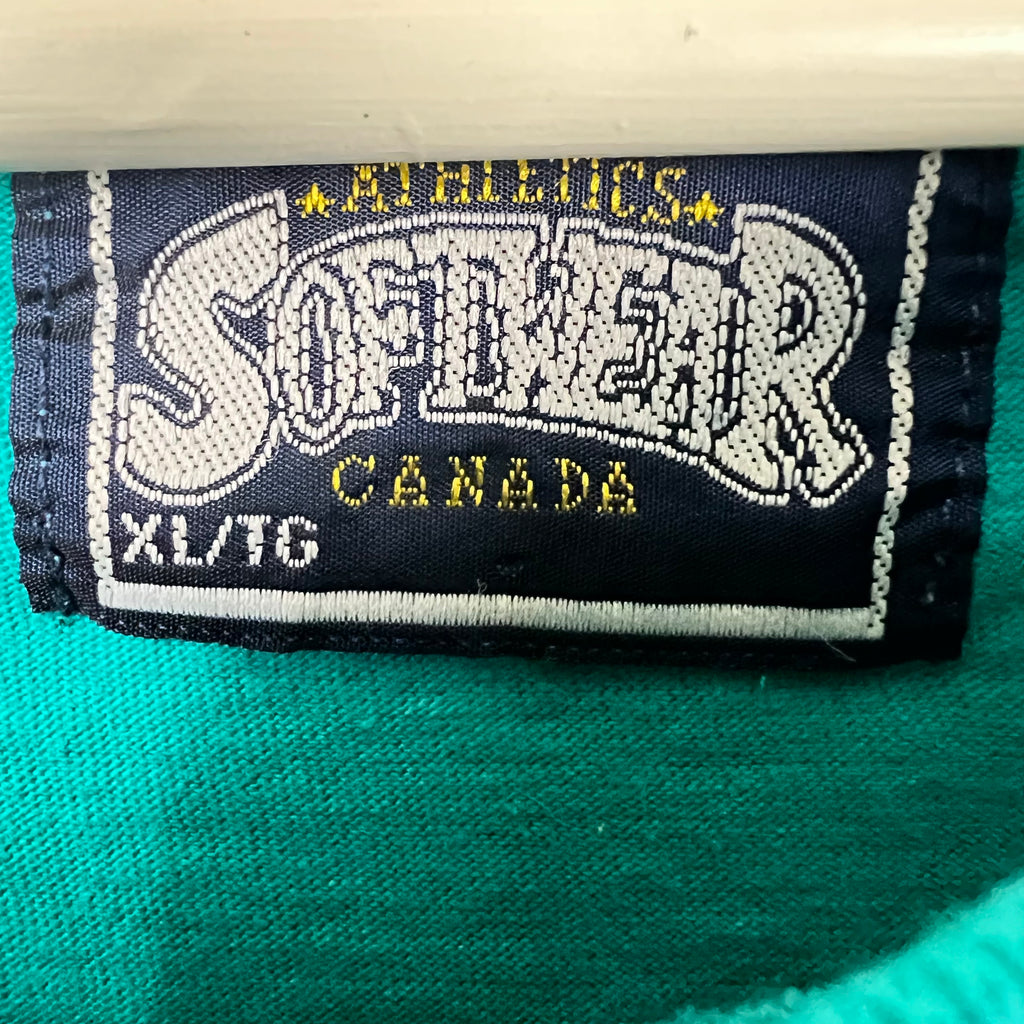 ★ATHLETICS★
SOFTWEAR
CANADA
XL/TG